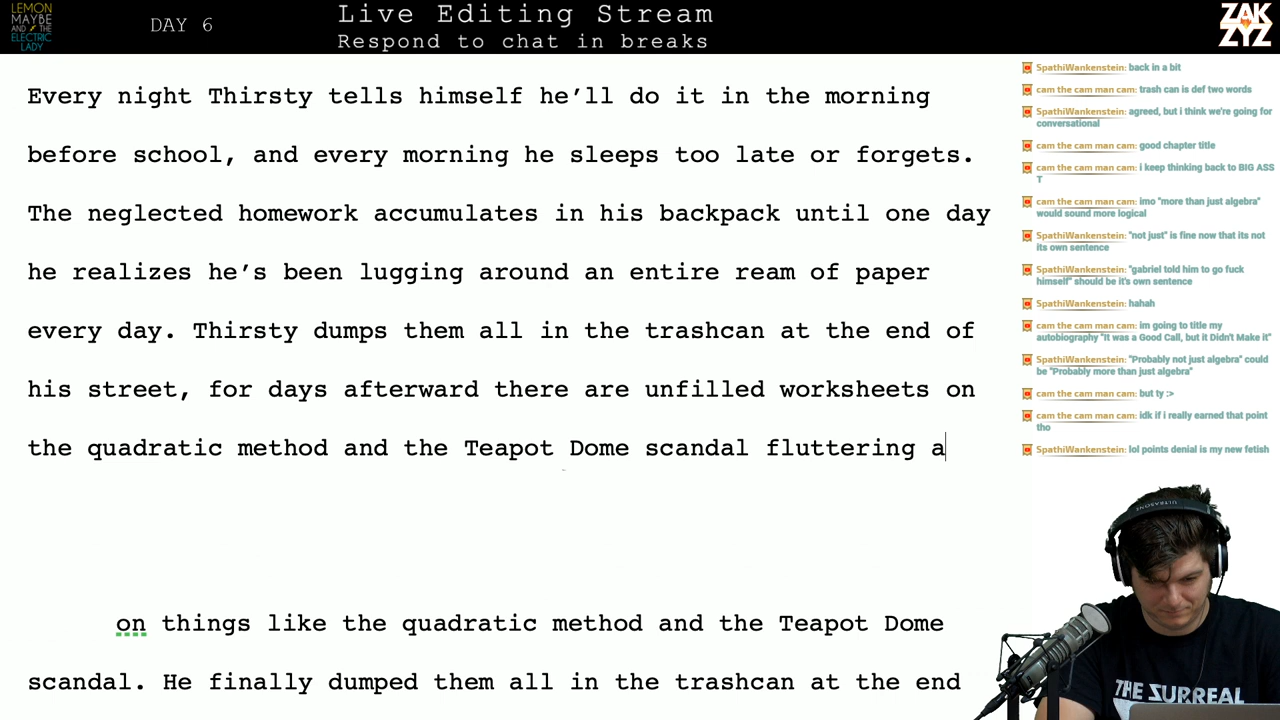 LEMON
MAYBE
AND THE
ELECTRIC
LADY
DAY 6
Live Editing Stream
Respond to chat in breaks
ZAK
ZYZ
Every night Thirsty tells himself he’ll do it in the morning
before school, and every morning he sleeps too late or forgets.
The neglected homework accumulates in his backpack until one day
he realizes he’s been lugging around an entire ream of paper
every day. Thirsty dumps them all in the trashcan at the end of
his street, for days afterward there are unfilled worksheets on
the quadratic method and the Teapot Dome scandal fluttering a
on things like the quadratic method and the Teapot Dome
scandal. He finally dumped them all in the trashcan at the end
SpathiWankenstein: back in a bit
cam the cam man cam: trash can is def two words
SpathiWankenstein: agreed, but i think we're going for
conversational
cam the cam man cam: good chapter title
cam the cam man cam: i keep thinking back to BIG ASS
T
cam the cam man cam: imo "more than just algebra"
would sound more logical
SpathiWankenstein: "not just" is fine now that its not
its own sentence
SpathiWankenstein: "gabriel told him to go fuck
himself" should be it's own sentence
SpathiWankenstein: hahah
cam the cam man cam: im going to title my
autobiography "It was a Good Call, but it Didn't Make it"
SpathiWankenstein: "Probably not just algebra" could
be "Probably more than just algebra"
cam the cam man cam: but ty :>
cam the cam man cam: idk if i really earned that point
tho
SpathiWankenstein: lol points denial is my new fetish
ULTRASONE
THE SURREAL